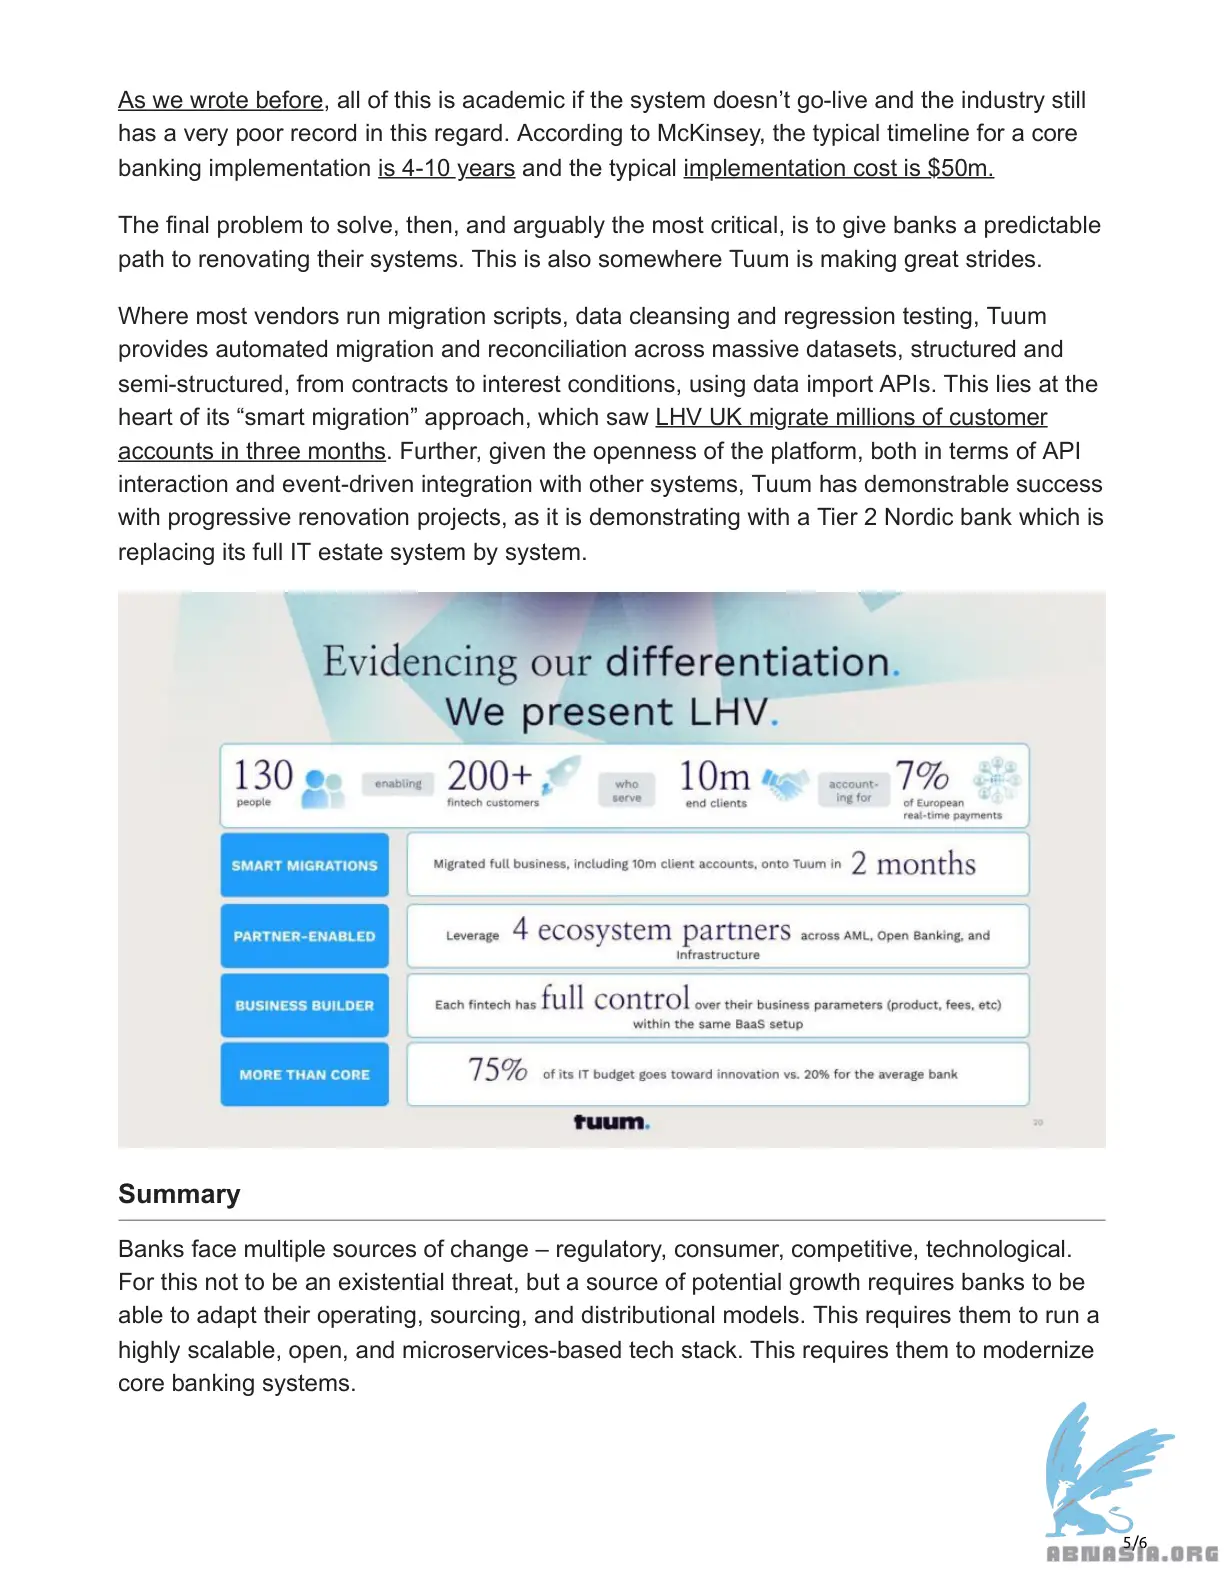 As we wrote before, all of this is academic if the system doesn’t go-live and the industry still
has a very poor record in this regard. According to McKinsey, the typical timeline for a core
banking implementation is 4-10 years and the typical implementation cost is $50m.
The final problem to solve, then, and arguably the most critical, is to give banks a predictable
path to renovating their systems. This is also somewhere Tuum is making great strides.
Where most vendors run migration scripts, data cleansing and regression testing, Tuum
provides automated migration and reconciliation across massive datasets, structured and
semi-structured, from contracts to interest conditions, using data import APIs. This lies at the
heart of its “smart migration” approach, which saw LHV UK migrate millions of customer
accounts in three months. Further, given the openness of the platform, both in terms of API
interaction and event-driven integration with other systems, Tuum has demonstrable success
with progressive renovation projects, as it is demonstrating with a Tier 2 Nordic bank which is
replacing its full IT estate system by system.
Evidencing our differentiation.
We present LHV.
130
people
enabling
200+
fintech customers
who
serve
10m
end clients
account-
ing for
7%
of European
real-time payments
SMART MIGRATIONS
Migrated full business, including 10m client accounts, onto Tuum in 2 months
PARTNER-ENABLED
Leverage 4 ecosystem partners across AML, Open Banking, and
Infrastructure
BUSINESS BUILDER
Each fintech has full control over their business parameters (product, fees, etc)
within the same BaaS setup
MORE THAN CORE
75% of its IT budget goes toward innovation vs. 20% for the average bank
tuum.
20
Summary
Banks face multiple sources of change – regulatory, consumer, competitive, technological.
For this not to be an existential threat, but a source of potential growth requires banks to be
able to adapt their operating, sourcing, and distributional models. This requires them to run a
highly scalable, open, and microservices-based tech stack. This requires them to modernize
core banking systems.
5/6
ABNASIA.ORG